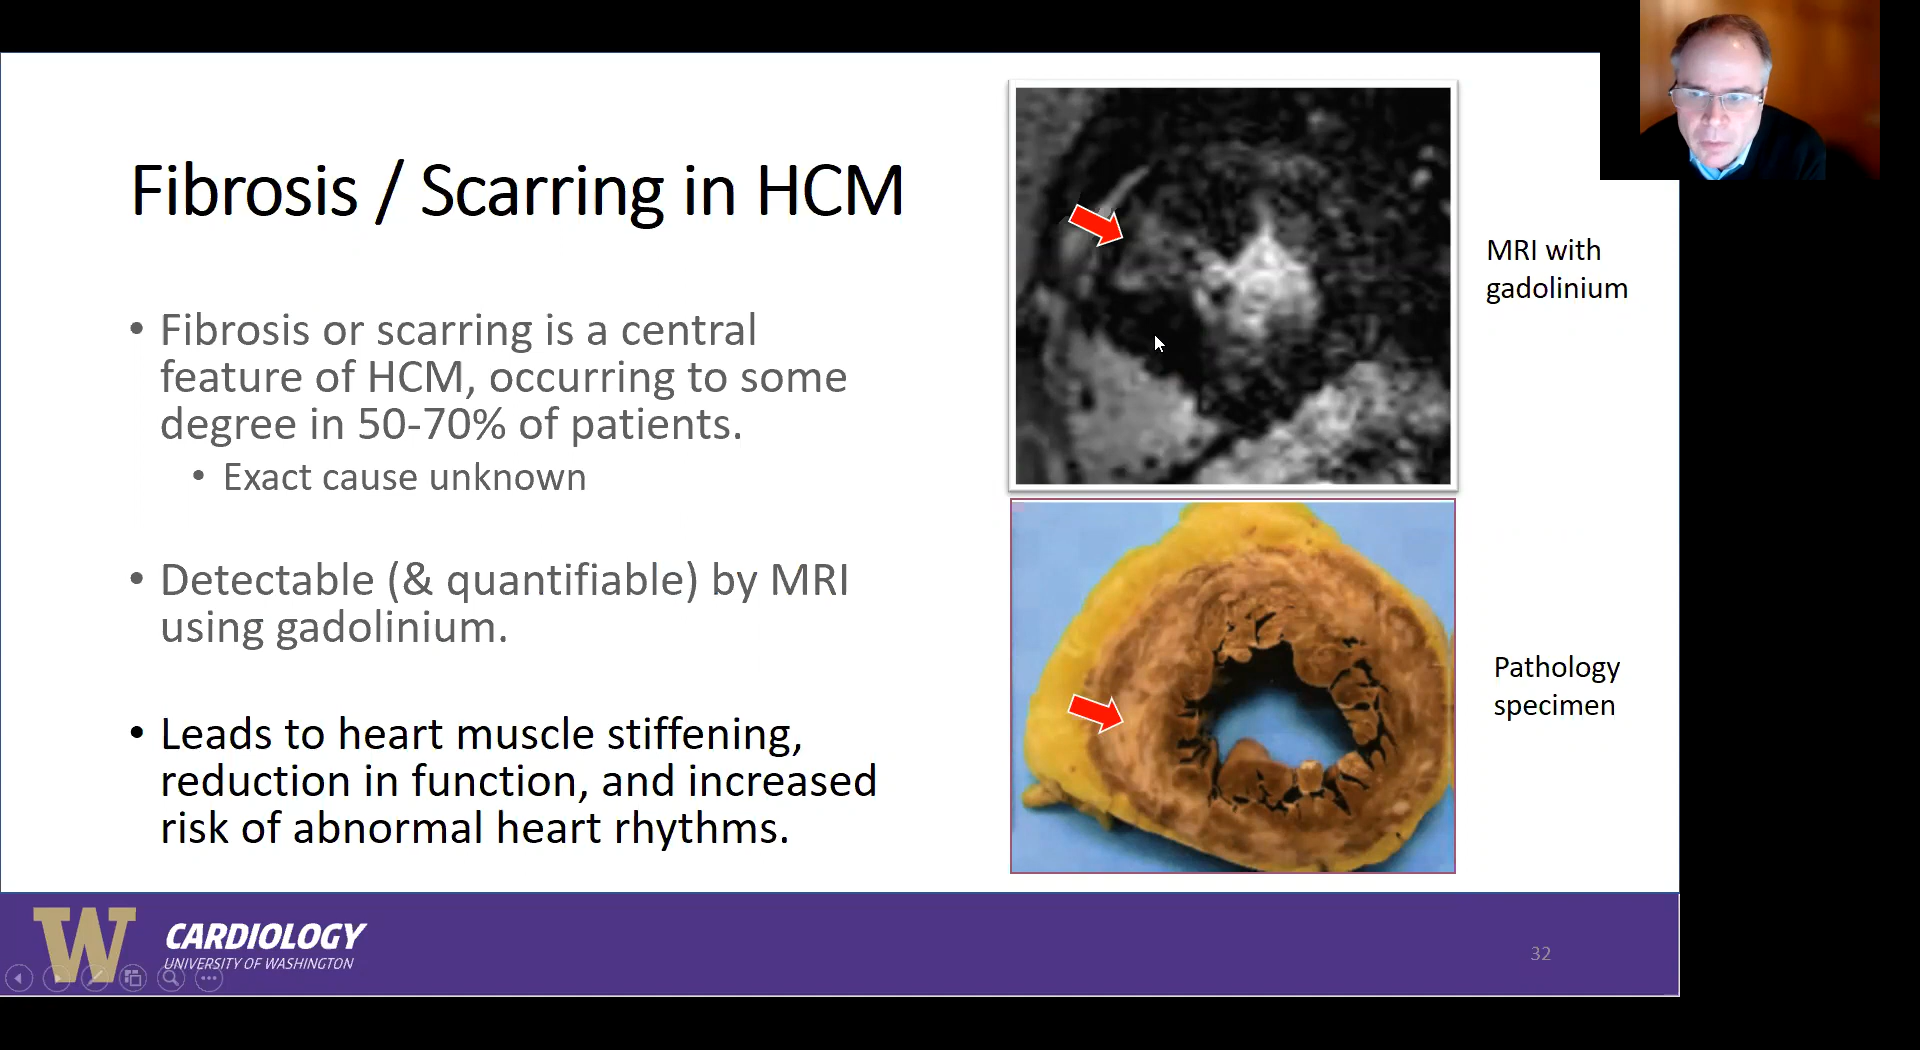 Fibrosis / Scarring in HCM
• Fibrosis or scarring is a central
feature of HCM, occurring to some
degree in 50-70% of patients.
• Exact cause unknown
• Detectable (& quantifiable) by MRI
using gadolinium.
• Leads to heart muscle stiffening,
reduction in function, and increased
risk of abnormal heart rhythms.
MRI with
gadolinium
Pathology
specimen
W
CARDIOLOGY
UNIVERSITY OF WASHINGTON
32